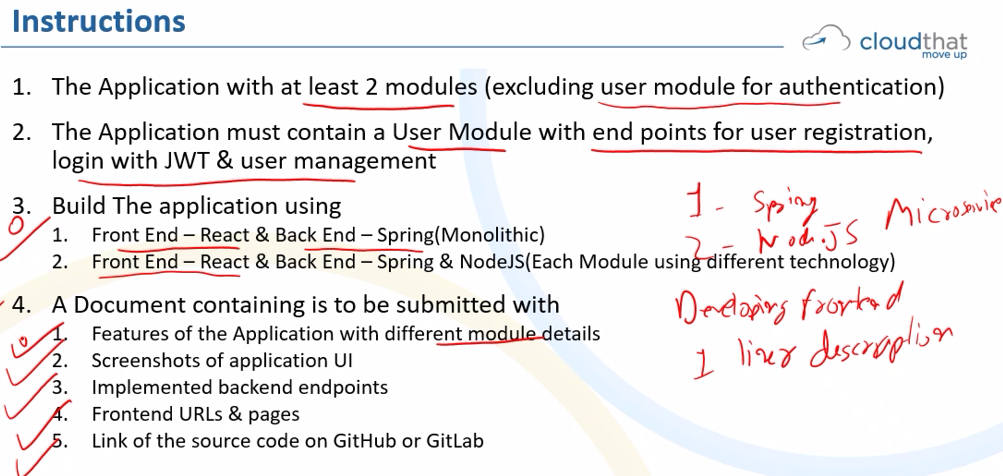 Instructions
cloudthat
move up
1. The Application with at least 2 modules (excluding user module for authentication)
2. The Application must contain a User Module with end points for user registration,
login with JWT & user management
3. Build The application using
1. Front End – React & Back End – Spring(Monolithic)
2. Front End – React & Back End – Spring & NodeJS(Each Module using different technology)
4. A Document containing is to be submitted with
1. Features of the Application with different module details
2. Screenshots of application UI
3. Implemented backend endpoints
4. Frontend URLs & pages
5. Link of the source code on GitHub or GitLab
1 - Spring
2 - Node.JS
Developing frontend
1 liner description